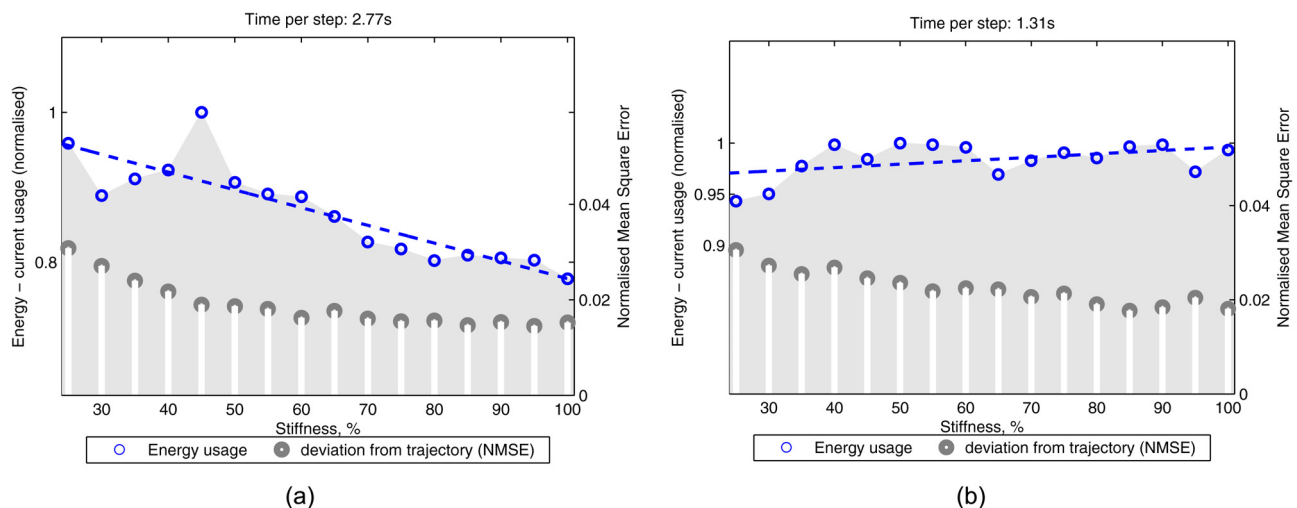 Time per step: 2.77s
Energy – current usage (normalised)
1
0.8
Normalised Mean Square Error
0.04
0.02
0
30 40 50 60 70 80 90 100
Stiffness, %
Energy usage deviation from trajectory (NMSE)
(a)
Time per step: 1.31s
Energy – current usage (normalised)
1
0.95
0.9
Normalised Mean Square Error
0.04
0.02
0
30 40 50 60 70 80 90 100
Stiffness, %
Energy usage deviation from trajectory (NMSE)
(b)